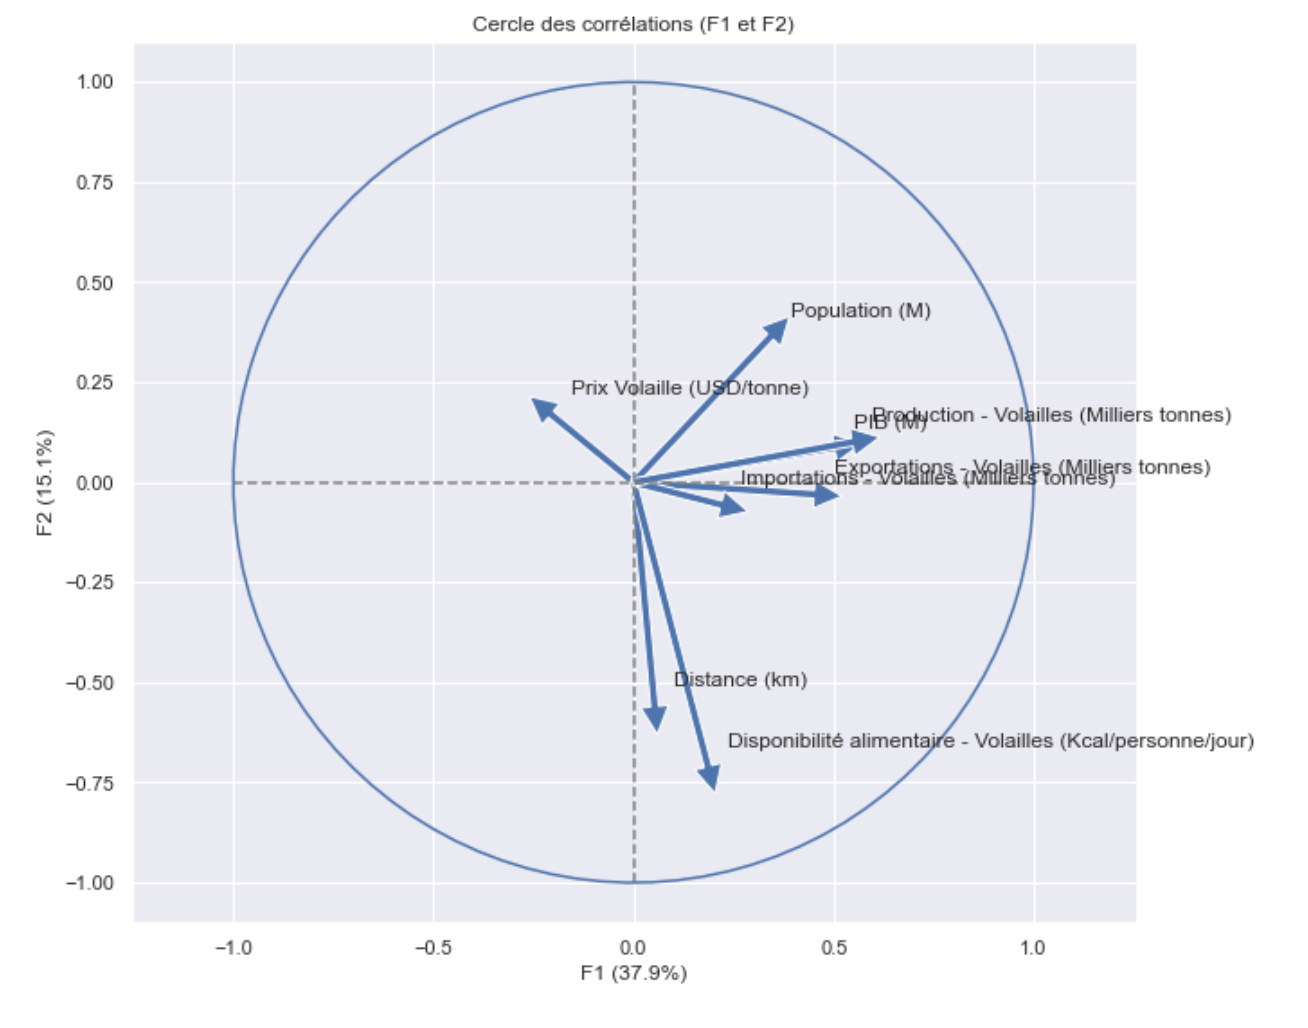 Cercle des corrélations (F1 et F2)
1.00
0.75
0.50
0.25
0.00
−0.25
−0.50
−0.75
−1.00
F2 (15.1%)
Population (M)
Prix Volaille (USD/tonne)
Production - Volailles (Milliers tonnes)
PIB (M)
Exportations - Volailles (Milliers tonnes)
Importations - Volailles (Milliers tonnes)
Distance (km)
Disponibilité alimentaire - Volailles (Kcal/personne/jour)
−1.0
−0.5
0.0
0.5
1.0
F1 (37.9%)